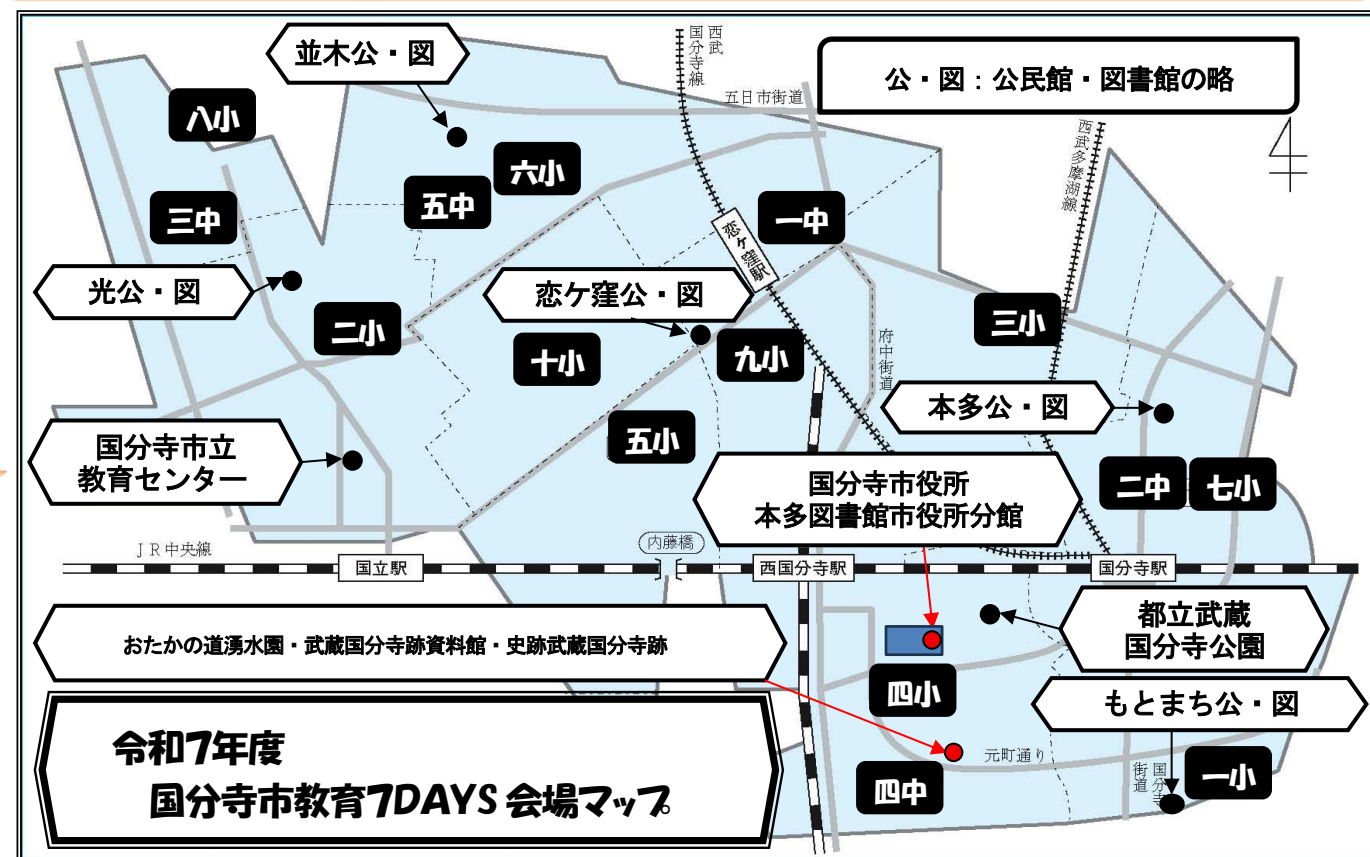 並木公・図
西武
国分寺線
公・図：公民館・図書館の略
五日市街道
八小
西武多摩湖線
六小
五中
三中
一中
恋ヶ窪駅
光公・図
恋ケ窪公・図
二小
三小
十小
九小
府中街道
本多公・図
国分寺市立
教育センター
五小
国分寺市役所
本多図書館市役所分館
二中
七小
JR中央線
内藤橋
国立駅
西国分寺駅
国分寺駅
都立武蔵
国分寺公園
おたかの道湧水園・武蔵国分寺跡資料館・史跡武蔵国分寺跡
四小
もとまち公・図
令和7年度
国分寺市教育7DAYS 会場マップ
元町通り
四中
国分寺
街道
一小